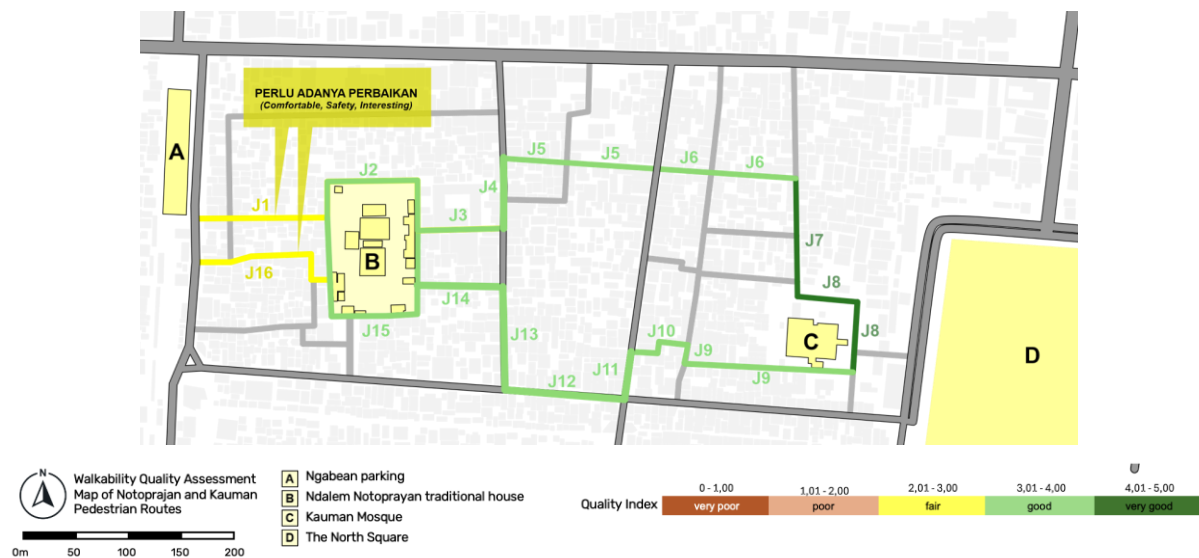 PERLU ADANYA PERBAIKAN
(Comfortable, Safety, Interesting)
A
J1
J2
J3
J4
J5
J5
J6
J6
J7
J8
J8
B
J16
J15
J14
J13
J12
J11
J10
J9
J9
C
D
N
Walkability Quality Assessment
Map of Notoprajan and Kauman
Pedestrian Routes
0m 50 100 150 200
A Ngabean parking
B Ndalem Notoprayan traditional house
C Kauman Mosque
D The North Square
Quality Index
0 - 1,00 1,01 - 2,00 2,01 - 3,00 3,01 - 4,00 4,01 - 5,00
very poor poor fair good very good